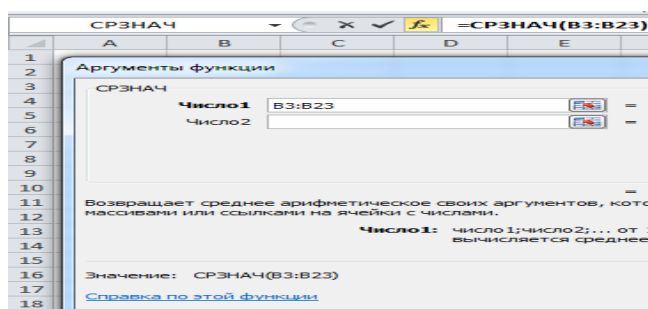 СРЗНАЧ fx =СРЗНАЧ(B3:B23)
A B C D E
1
2 Аргументы функции
3 СРЗНАЧ
4 Число1 B3:B23 =
5 Число2 =
6
7
8
9
10 =
11 Возвращает среднее арифметическое своих аргументов, кото
12 массивами или ссылками на ячейки с числами.
13 Число1: число1;число2;... от
14 вычисляется среднее
15
16 Значение: СРЗНАЧ(B3:B23)
17 Справка по этой функции
18